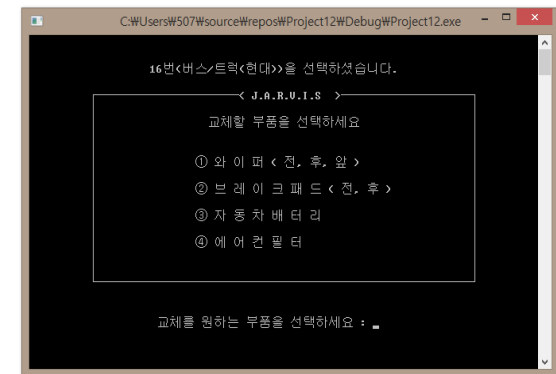 C:₩Users₩507₩source₩repos₩Project12₩Debug₩Project12.exe
16번<버스/트럭<현대>>을 선택하셨습니다.
< J.A.R.V.I.S >
교체할 부품을 선택하세요
① 와 이 퍼 < 전, 후, 앞 >
② 브 레 이 크 패 드 < 전, 후 >
③ 자 동 차 배 터 리
④ 에 어 컨 필 터
교체를 원하는 부품을 선택하세요 :